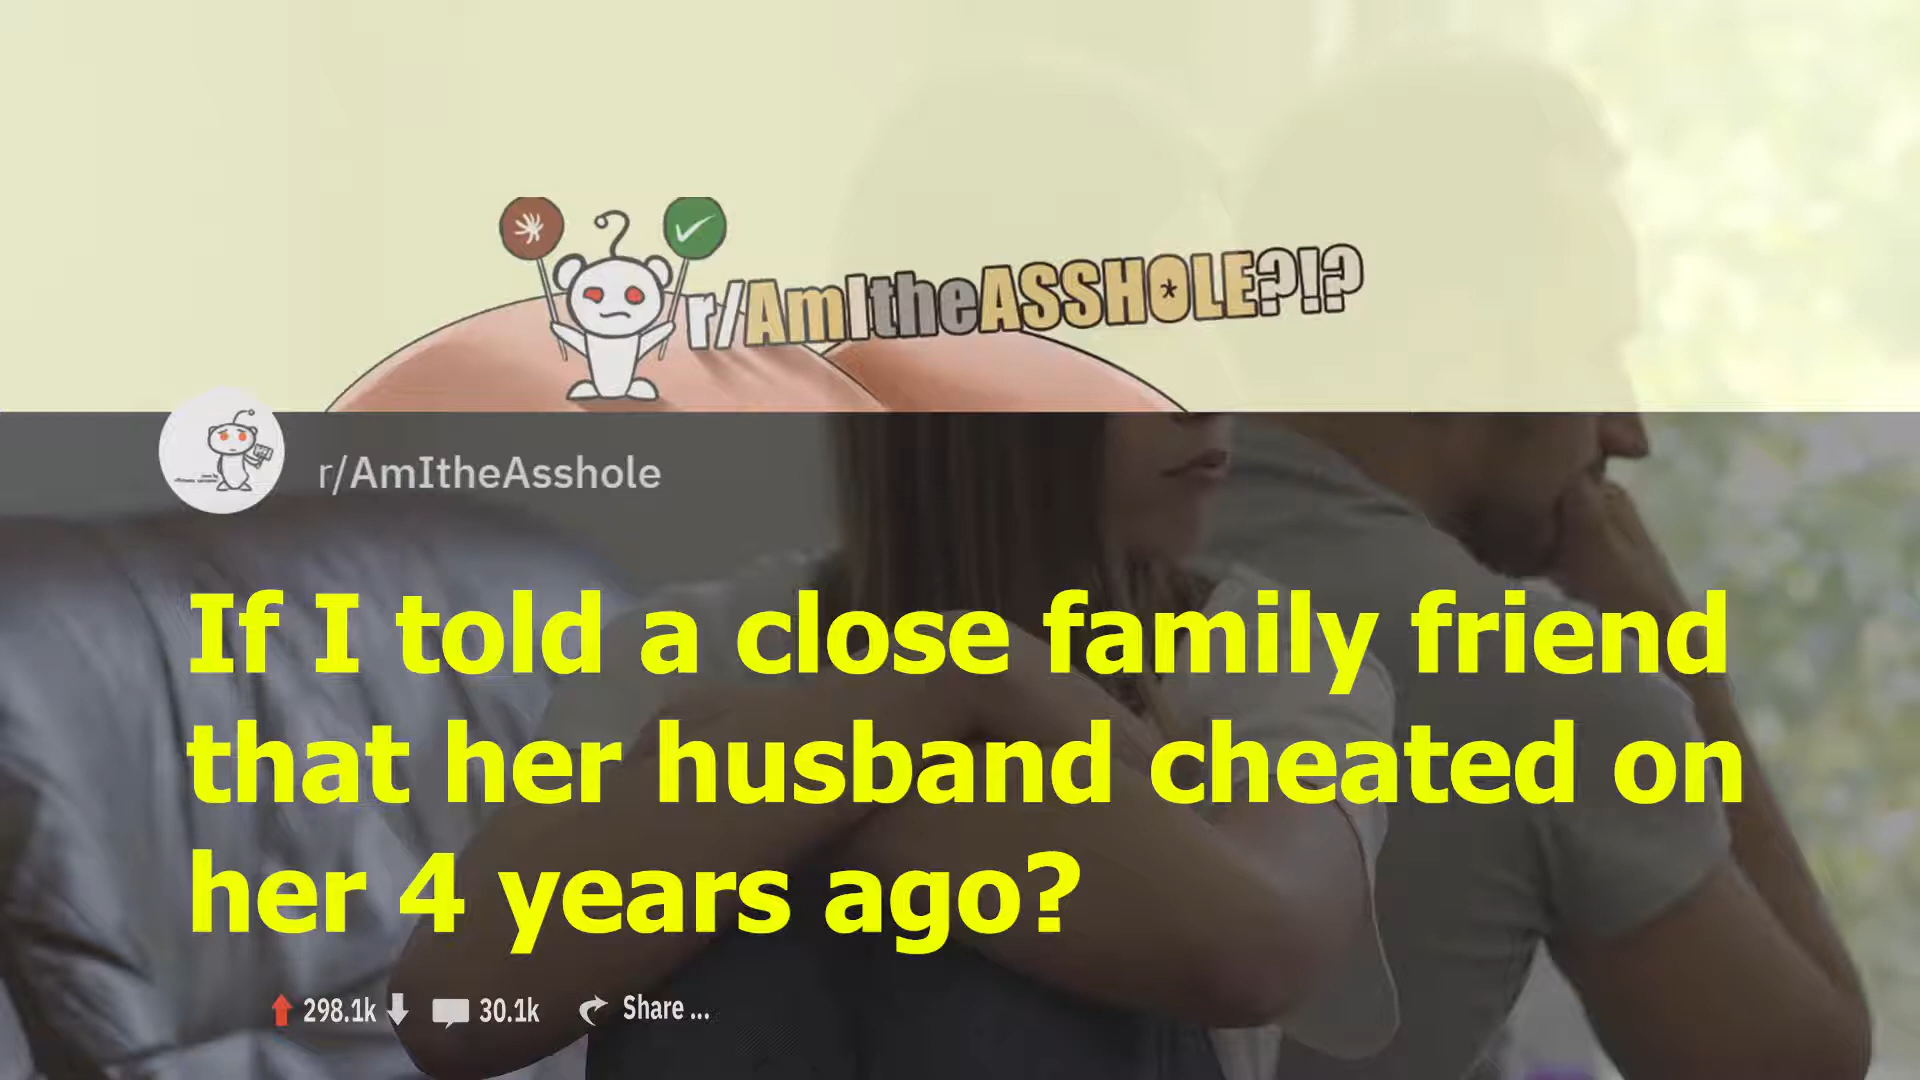 r/AmItheASSHOLE?!?
r/AmItheAsshole
If I told a close family friend
that her husband cheated on
her 4 years ago?
298.1k
30.1k
Share ...